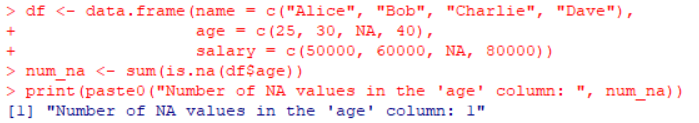 > df <- data.frame(name = c("Alice", "Bob", "Charlie", "Dave"),
+                  age = c(25, 30, NA, 40),
+                  salary = c(50000, 60000, NA, 80000))
> num_na <- sum(is.na(df$age))
> print(paste0("Number of NA values in the 'age' column: ", num_na))
[1] "Number of NA values in the 'age' column: 1"